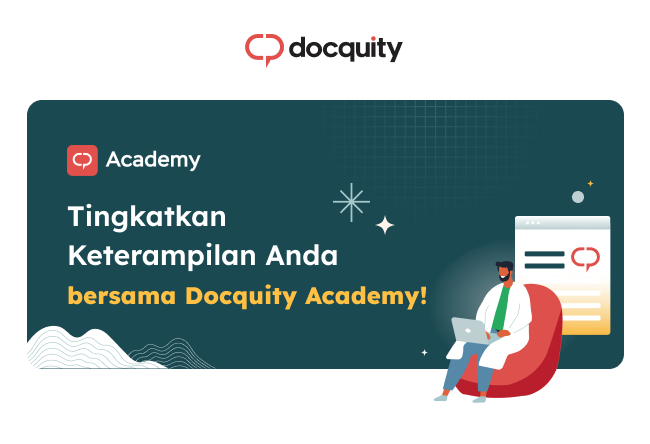 docquity
Academy
Tingkatkan
Keterampilan Anda
bersama Docquity Academy!